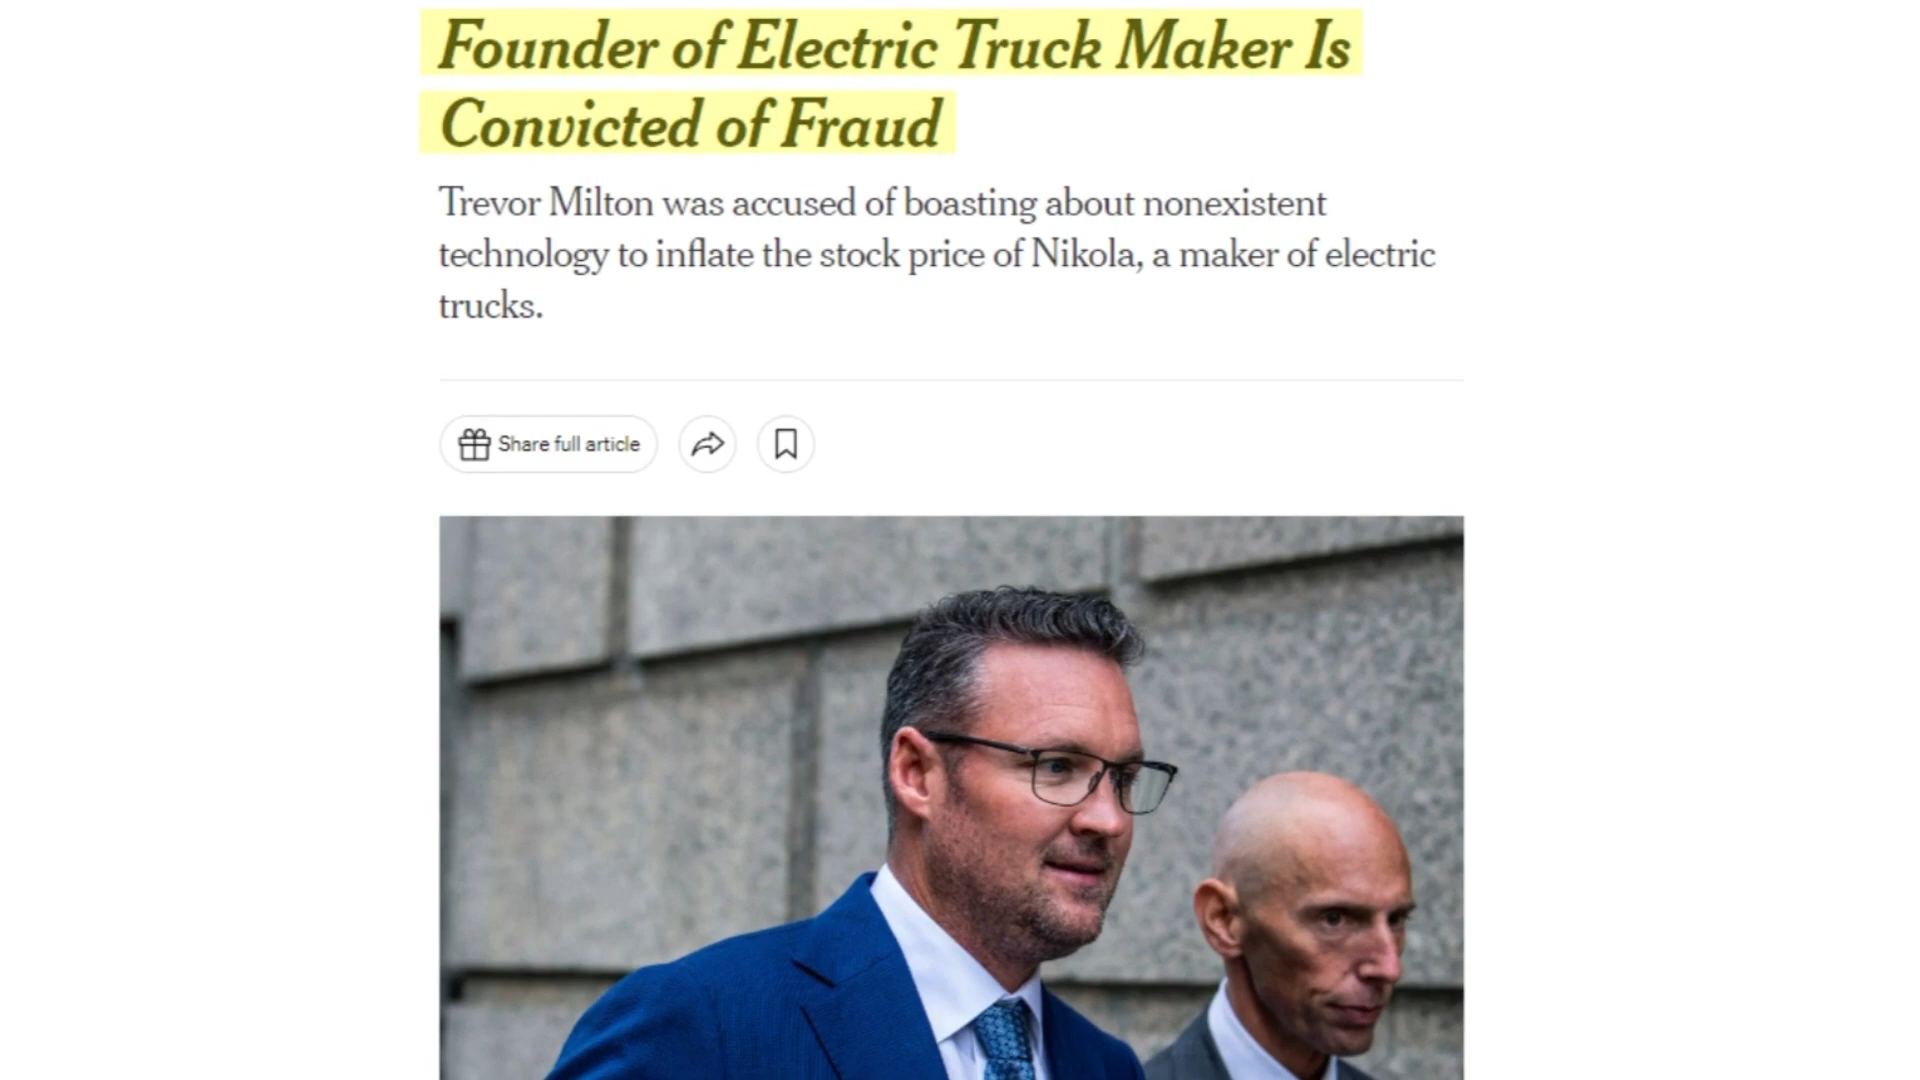 Founder of Electric Truck Maker Is
Convicted of Fraud
Trevor Milton was accused of boasting about nonexistent
technology to inflate the stock price of Nikola, a maker of electric
trucks.
Share full article